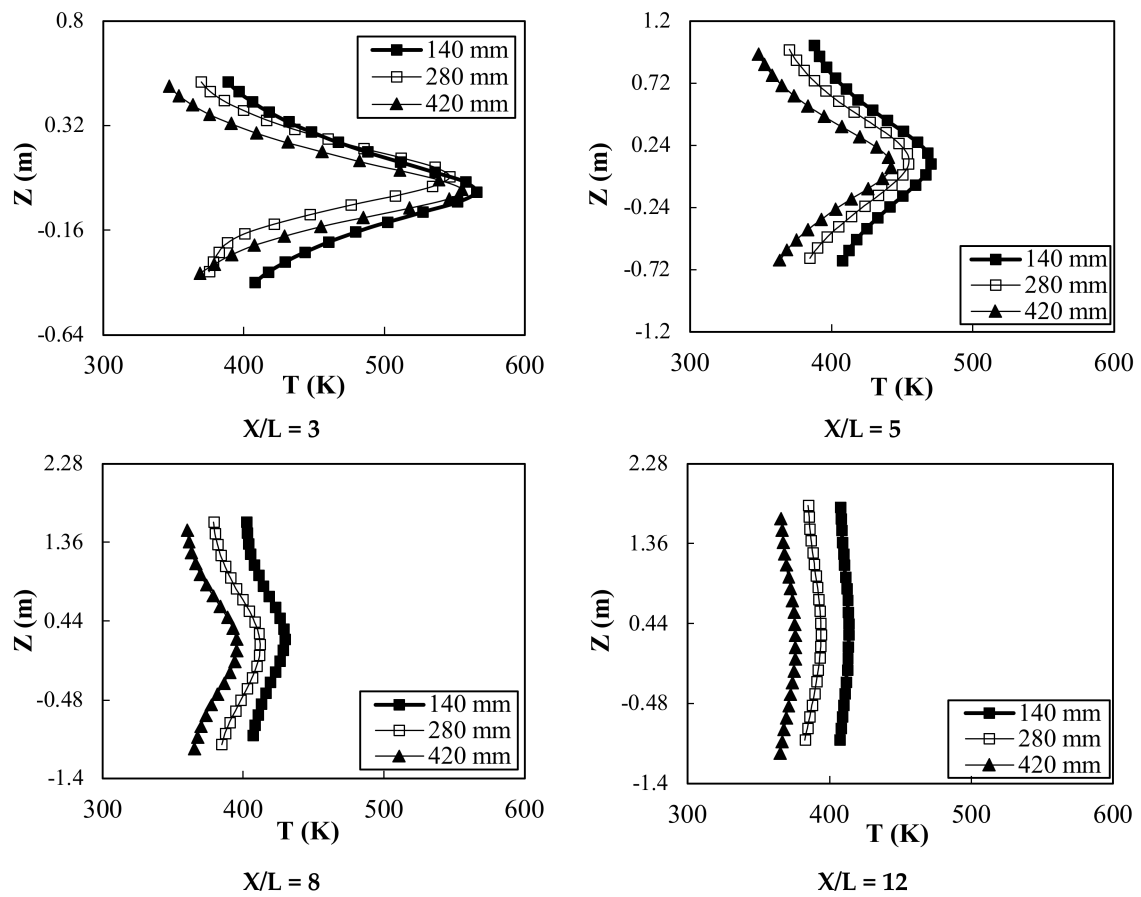 0.8
0.32
-0.16
-0.64
Z (m)
300
400
500
600
T (K)
140 mm
280 mm
420 mm
X/L = 3
1.2
0.72
0.24
-0.24
-0.72
-1.2
Z (m)
300
400
500
600
T (K)
140 mm
280 mm
420 mm
X/L = 5
2.28
1.36
0.44
-0.48
-1.4
Z (m)
300
400
500
600
T (K)
140 mm
280 mm
420 mm
X/L = 8
2.28
1.36
0.44
-0.48
-1.4
Z (m)
300
400
500
600
T (K)
140 mm
280 mm
420 mm
X/L = 12